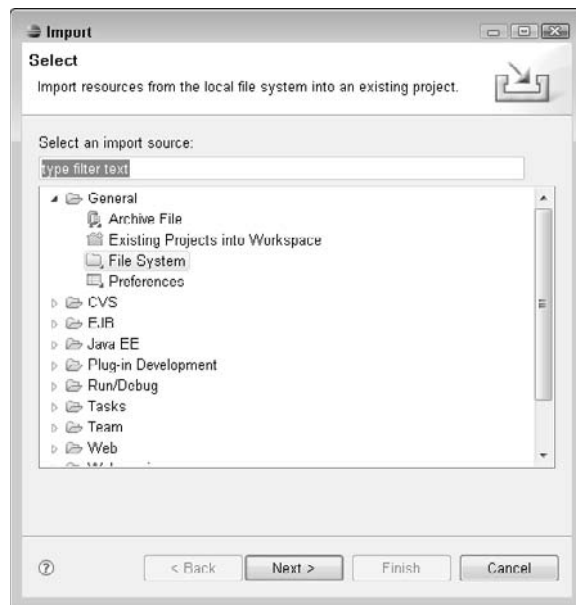 Import
Select
Import resources from the local file system into an existing project.
Select an import source:
type filter text
General
Archive File
Existing Projects into Workspace
File System
Preferences
CVS
EJB
Java EE
Plug-in Development
Run/Debug
Tasks
Team
Web
< Back Next > Finish Cancel